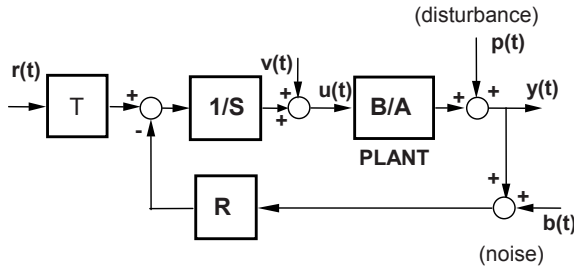 (disturbance)
p(t)
r(t)
v(t)
u(t)
y(t)
T
+
-
1/S
+
+
B/A
+
+
PLANT
R
+
+
b(t)
(noise)